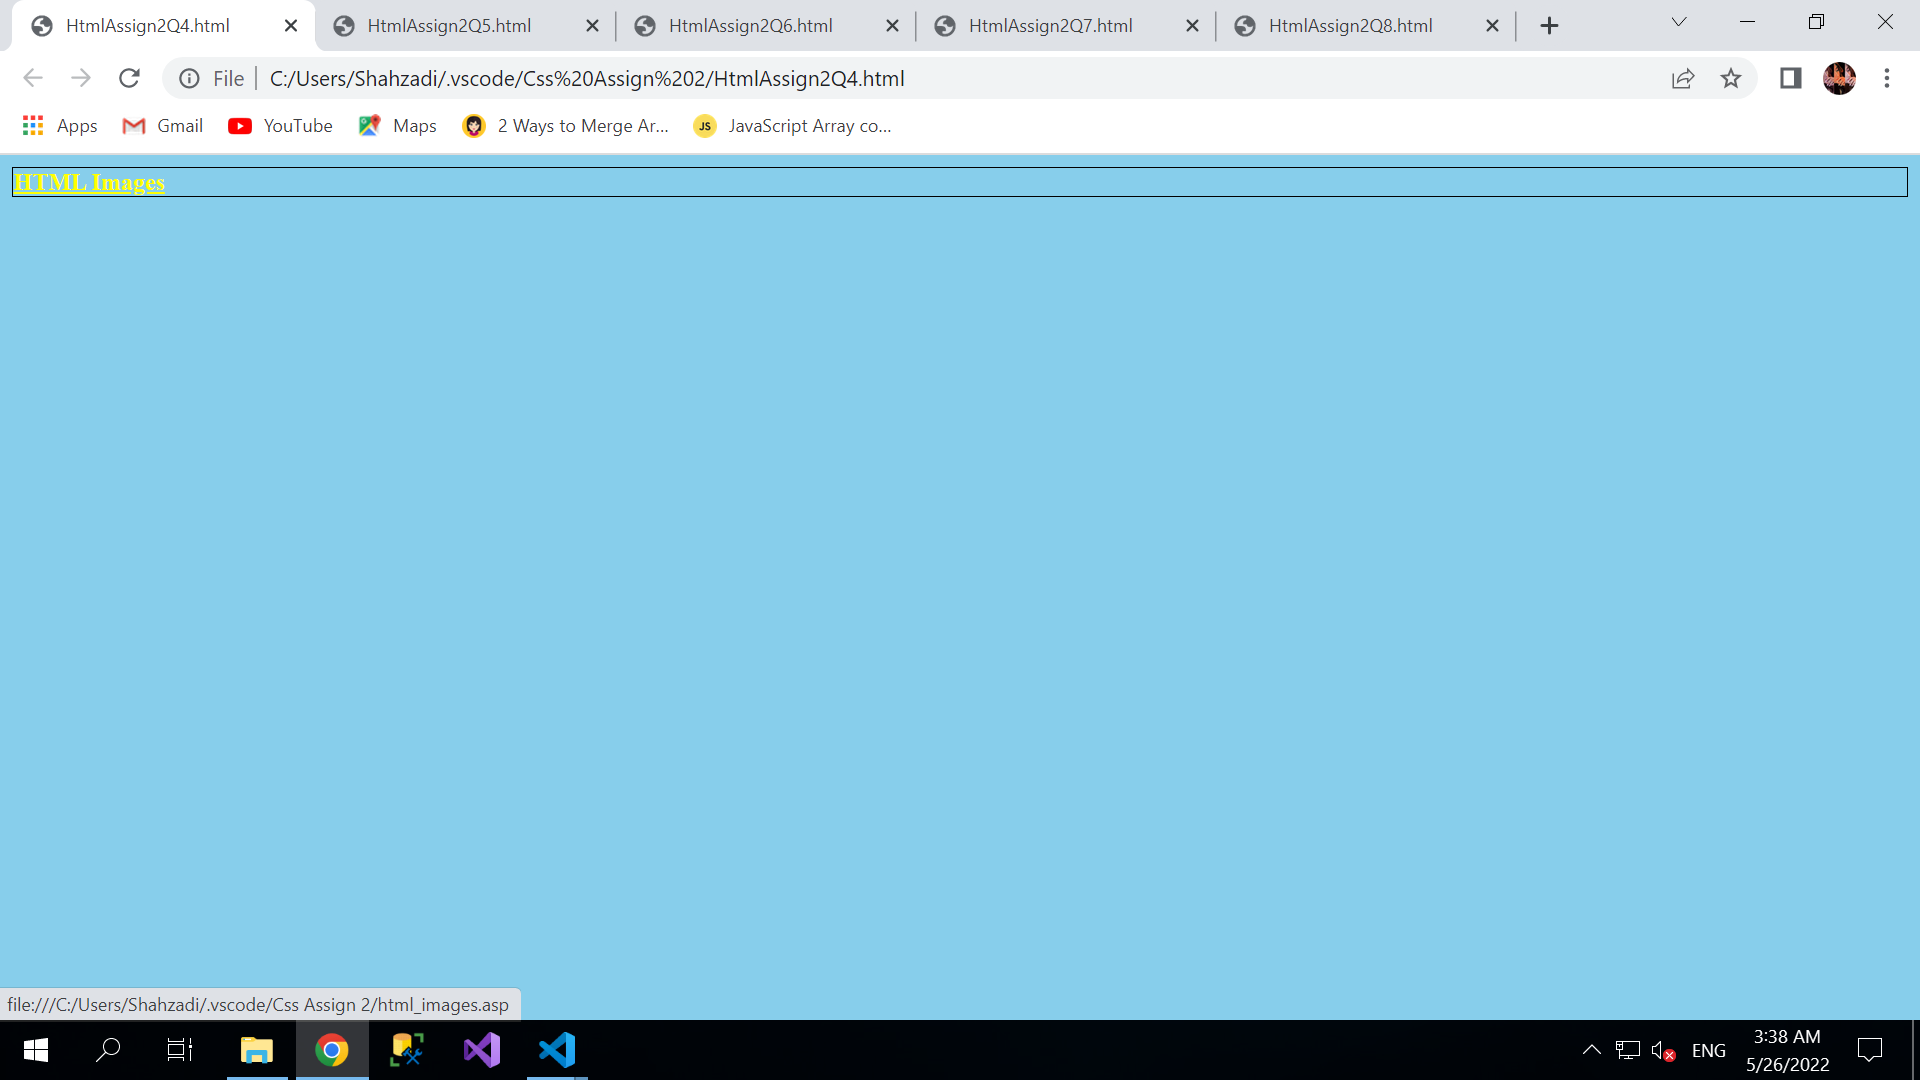 HtmlAssign2Q4.html
HtmlAssign2Q5.html
HtmlAssign2Q6.html
HtmlAssign2Q7.html
HtmlAssign2Q8.html
File
C:/Users/Shahzadi/.vscode/Css%20Assign%202/HtmlAssign2Q4.html
Apps
Gmail
YouTube
Maps
2 Ways to Merge Ar...
JS
JavaScript Array co...
HTML Images
file:///C:/Users/Shahzadi/.vscode/Css Assign 2/html_images.asp
ENG
3:38 AM
5/26/2022